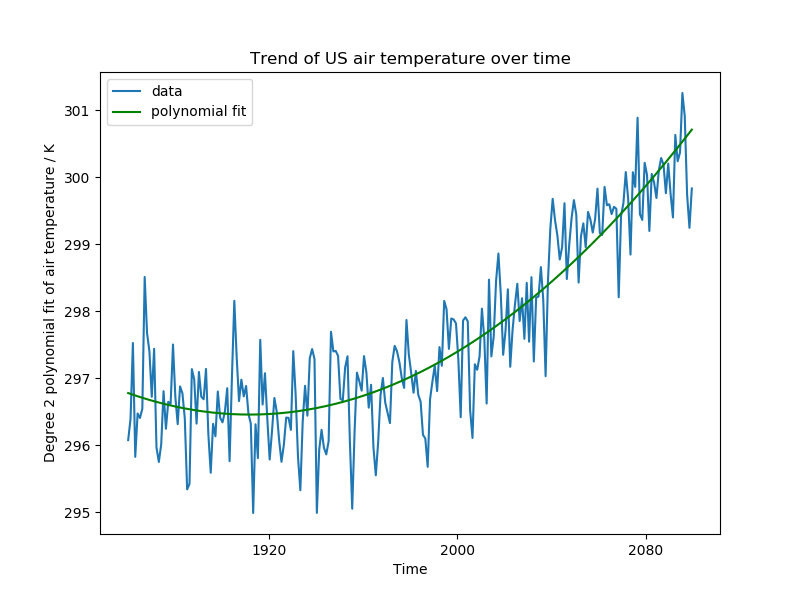 Trend of US air temperature over time
data
polynomial fit
Degree 2 polynomial fit of air temperature / K
301
300
299
298
297
296
295
1920
2000
2080
Time